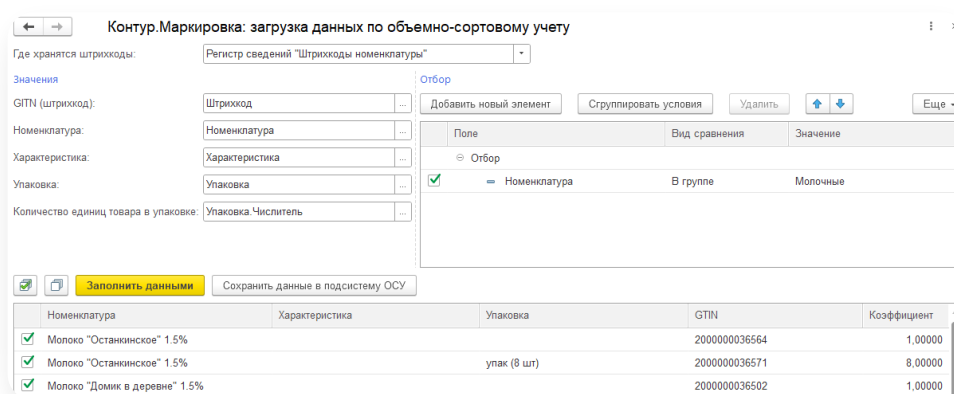 Контур.Маркировка: загрузка данных по объемно-сортовому учету
Где хранятся штрихкоды: Регистр сведений "Штрихкоды номенклатуры"
Значения
GITN (штрихкод): Штрихкод ...
Номенклатура: Номенклатура ...
Характеристика: Характеристика ...
Упаковка: Упаковка ...
Количество единиц товара в упаковке: Упаковка.Числитель ...
Отбор
Добавить новый элемент Сгруппировать условия Удалить Еще
Поле Вид сравнения Значение
Отбор
Номенклатура В группе Молочные
Заполнить данными Сохранить данные в подсистему ОСУ
Номенклатура Характеристика Упаковка GTIN Коэффициент
Молоко "Останкинское" 1.5% 2000000036564 1,00000
Молоко "Останкинское" 1.5% упак (8 шт) 2000000036571 8,00000
Молоко "Домик в деревне" 1.5% 2000000036502 1,00000